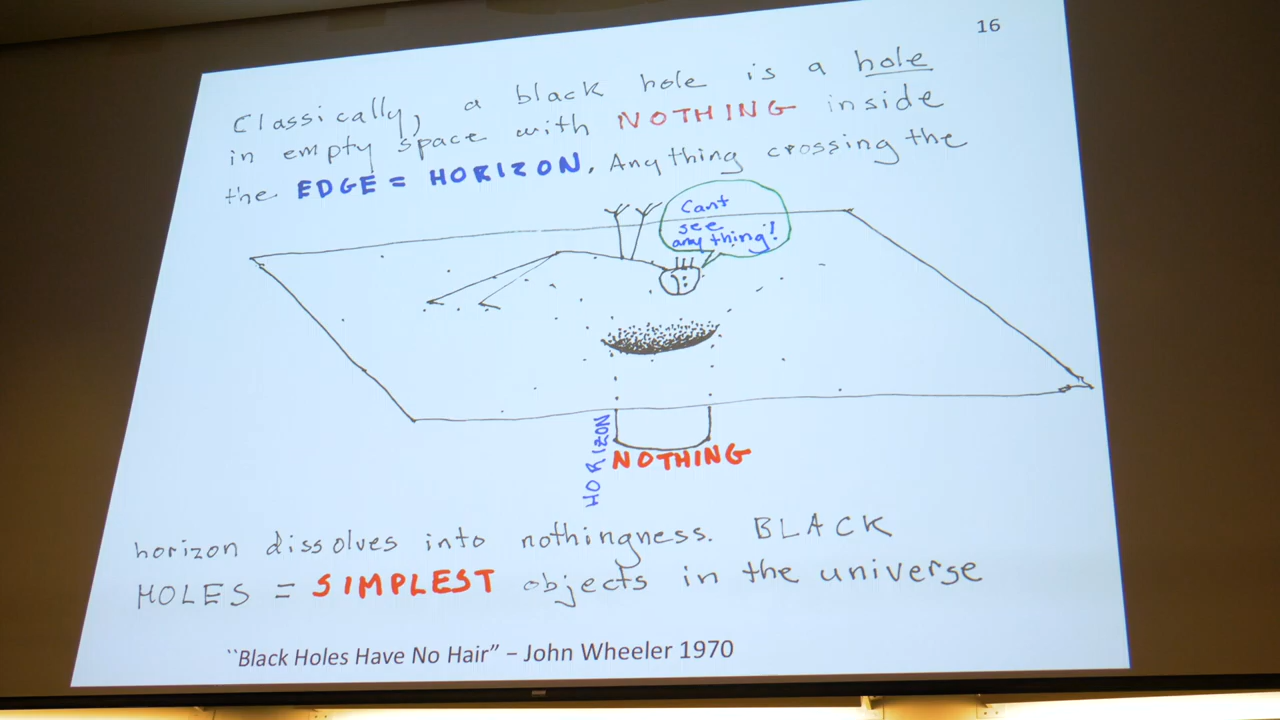 16
Classically, a black hole is a hole
in empty space with NOTHING inside
the EDGE = HORIZON. Anything crossing the
Cant
see
anything!
HORIZON
NOTHING
horizon dissolves into nothingness. BLACK
HOLES = SIMPLEST objects in the universe
``Black Holes Have No Hair” – John Wheeler 1970